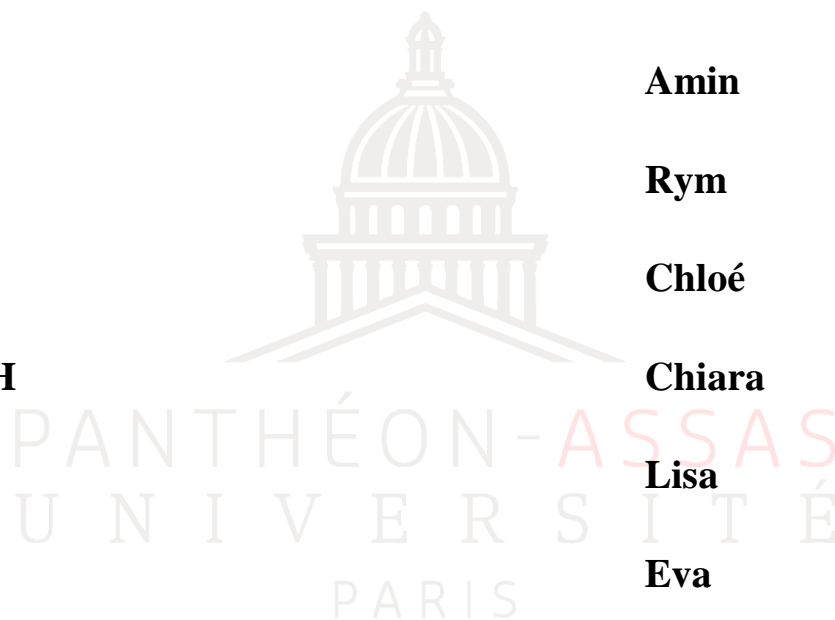 Amin
Rym
Chloé
H Chiara
PANTHÉON-ASSAS
Lisa
UNIVERSITÉ
Eva
PARIS